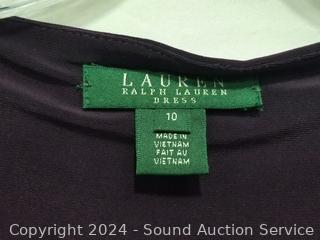 LAUREN
RALPH LAUREN
DRESS
10
MADE IN
VIETNAM
FAIT AU
VIETNAM
Copyright 2024 - Sound Auction Service